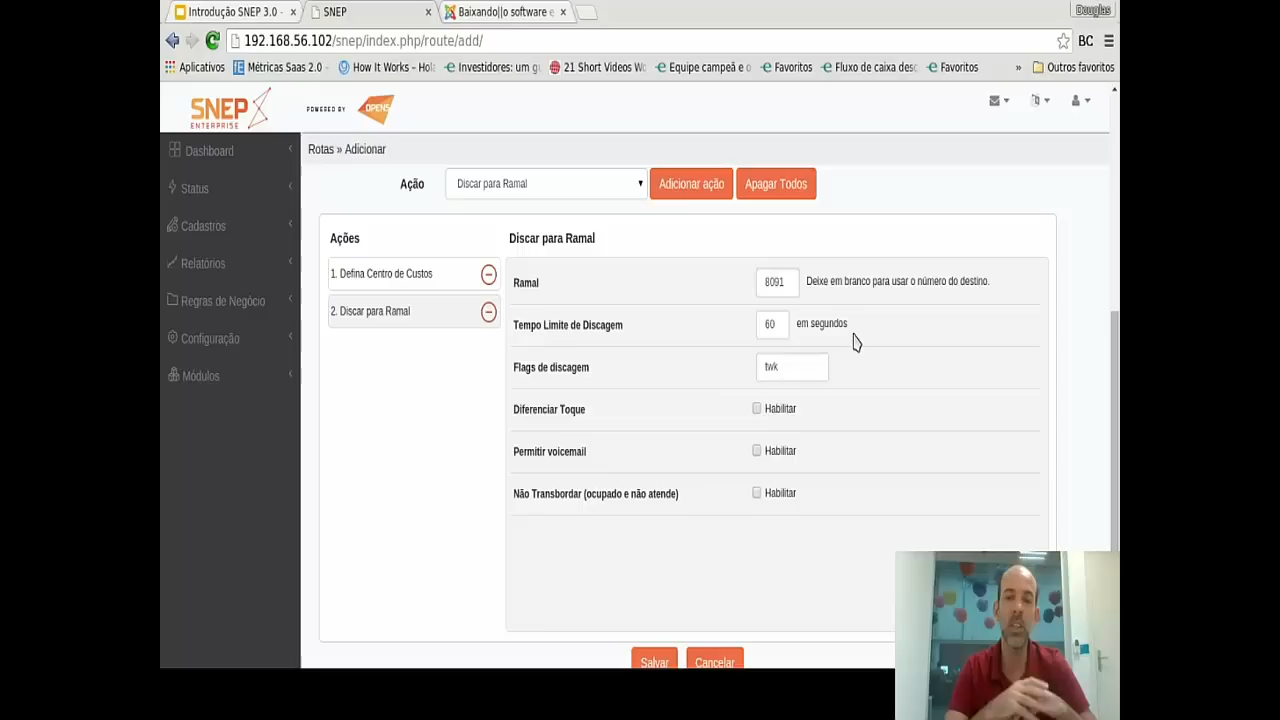 Introdução SNEP 3.0 -
SNEP
Baixando||o software e
Douglas
192.168.56.102/snep/index.php/route/add/
BC
Aplicativos
Métricas Saas 2.0 -
How It Works – Hol
Investidores: um g
21 Short Videos W
Equipe campeã e o
Favoritos
Fluxo de caixa desc
Favoritos
»
Outros favoritos
SNEP
ENTERPRISE
POWERED BY
OPENS
Dashboard
Status
Cadastros
Relatórios
Regras de Negócio
Configuração
Módulos
Rotas » Adicionar
Ação
Discar para Ramal
Adicionar ação
Apagar Todos
Ações
1. Defina Centro de Custos
2. Discar para Ramal
Discar para Ramal
Ramal
8091
Deixe em branco para usar o número do destino.
Tempo Limite de Discagem
60
em segundos
Flags de discagem
twk
Diferenciar Toque
Habilitar
Permitir voicemail
Habilitar
Não Transbordar (ocupado e não atende)
Habilitar
Salvar
Cancelar